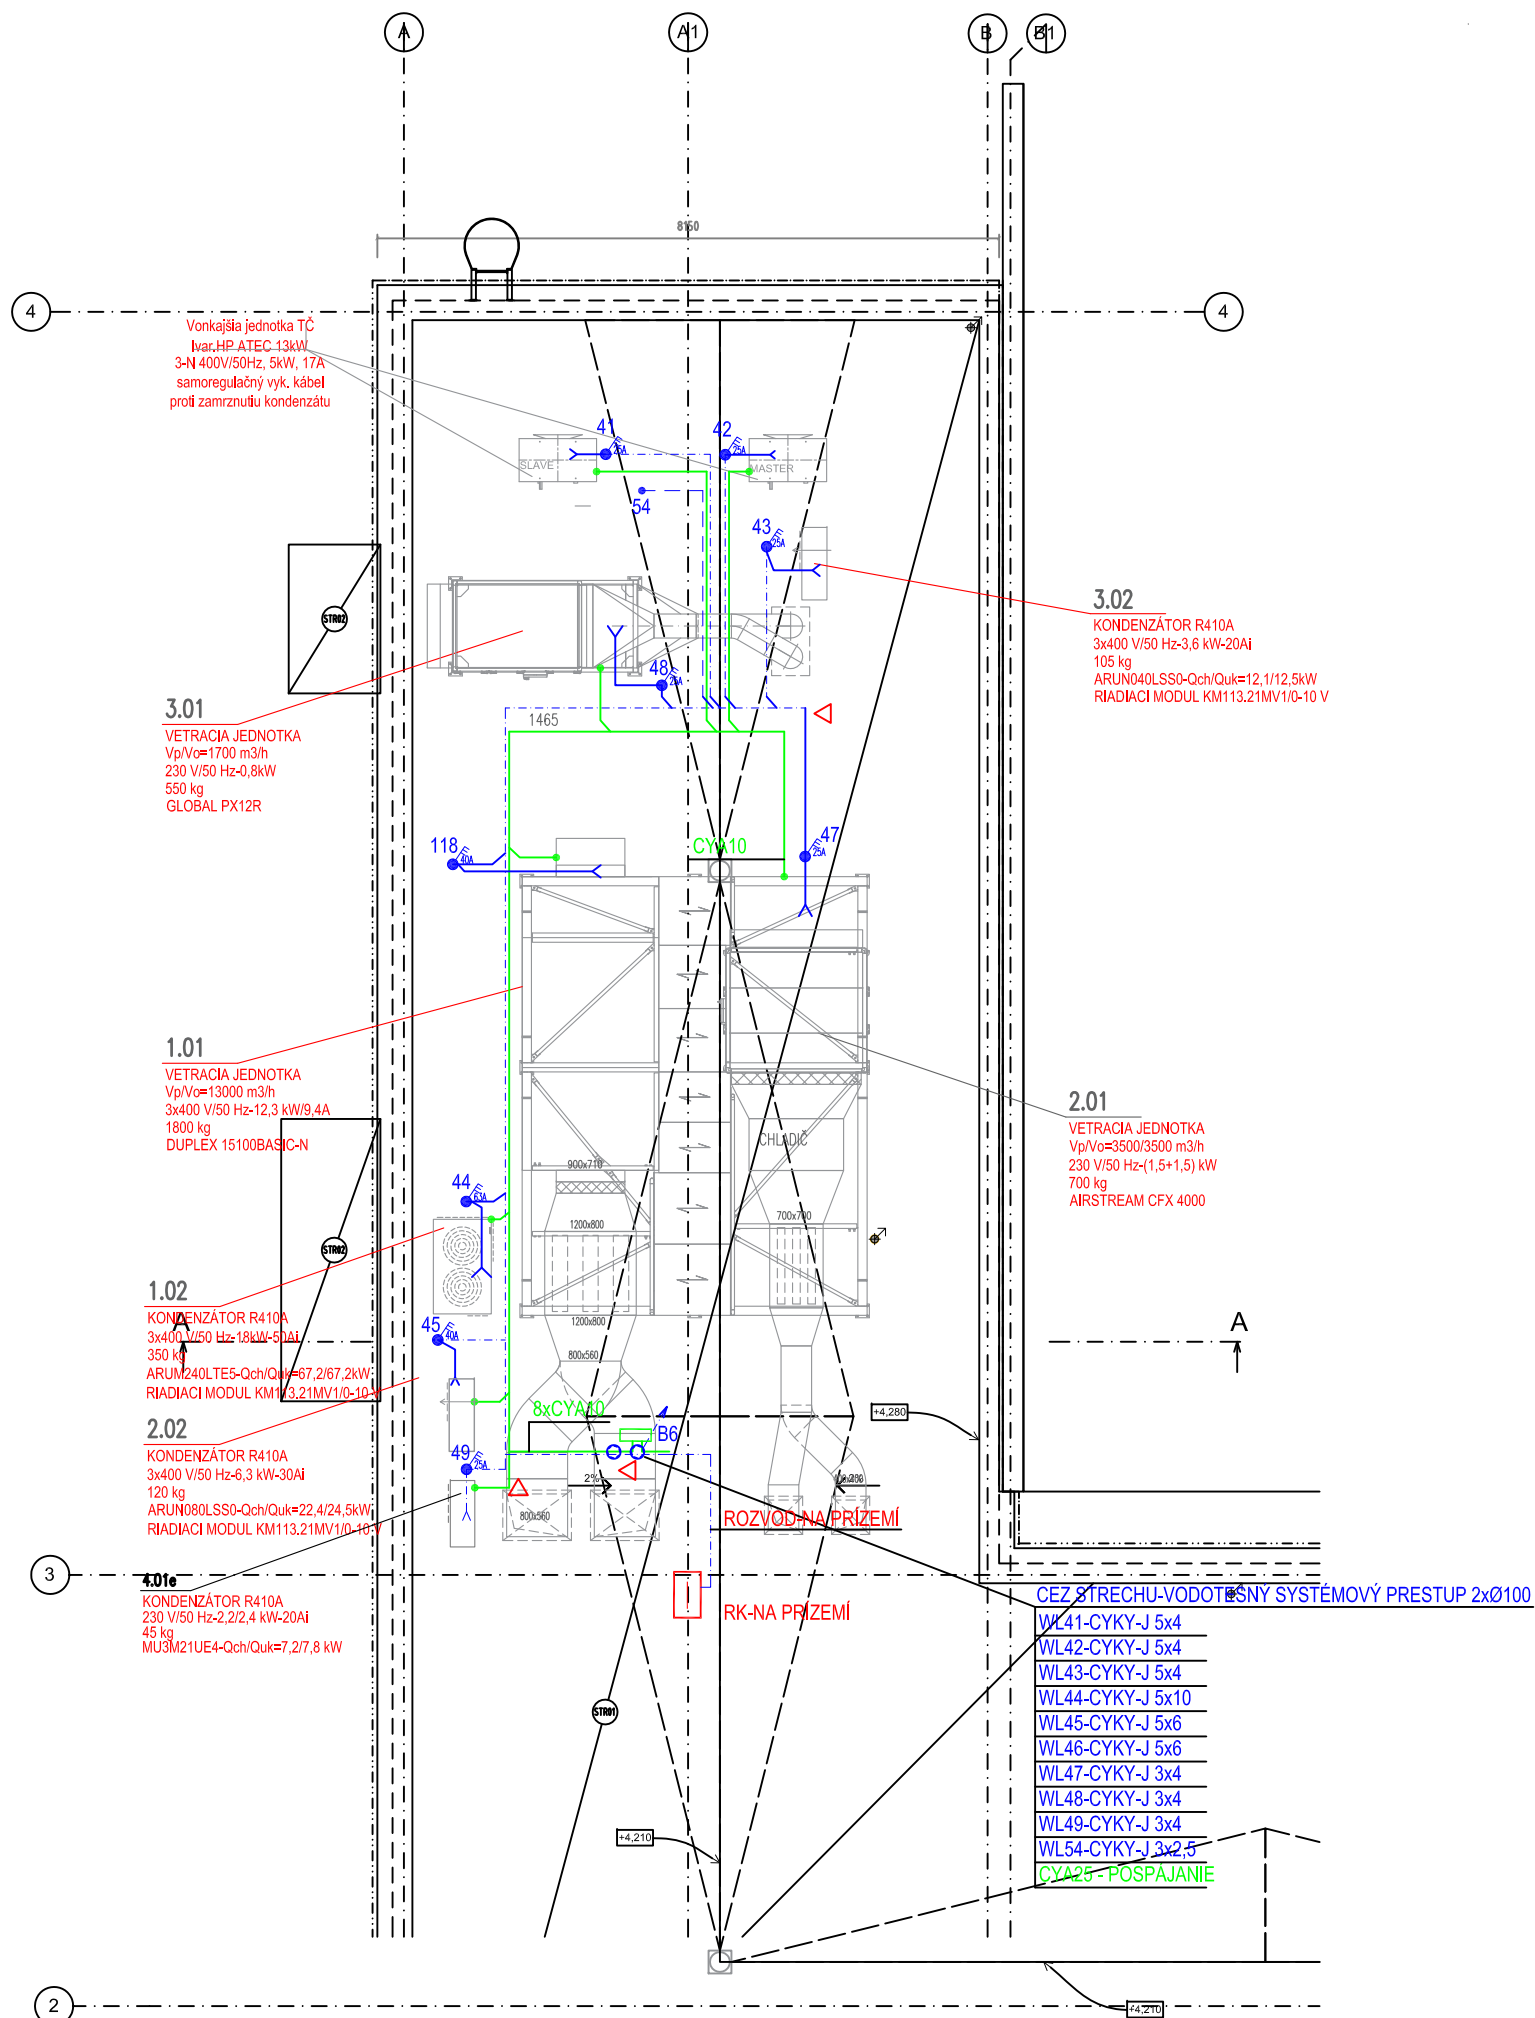 A
A1
B
B1
8150
4
4
Vonkajšia jednotka TČ
Ivar.HP ATEC 13kW
3-N 400V/50Hz, 5kW, 17A
samoregulačný vyk. kábel
proti zamrznutiu kondenzátu
41
E
25A
42
E
25A
SLAVE
MASTER
54
43
E
25A
STR02
3.02
KONDENZÁTOR R410A
3x400 V/50 Hz-3,6 kW-20Ai
105 kg
ARUN040LSS0-Qch/Quk=12,1/12,5kW
RIADIACI MODUL KM113.21MV1/0-10 V
48
E
25A
3.01
VETRACIA JEDNOTKA
Vp/Vo=1700 m3/h
230 V/50 Hz-0,8kW
550 kg
GLOBAL PX12R
1465
118
E
40A
CYA10
47
E
25A
1.01
VETRACIA JEDNOTKA
Vp/Vo=13000 m3/h
3x400 V/50 Hz-12,3 kW/9,4A
1800 kg
DUPLEX 15100BASIC-N
2.01
VETRACIA JEDNOTKA
Vp/Vo=3500/3500 m3/h
230 V/50 Hz-(1,5+1,5) kW
700 kg
AIRSTREAM CFX 4000
CHLADIČ
900x710
44
E
63A
1200x800
700x700
STR02
1.02
KONDENZÁTOR R410A
3x400 V/50 Hz-18kW-50Ai
350 kg
ARUM240LTE5-Qch/Quk=67,2/67,2kW
RIADIACI MODUL KM113.21MV1/0-10 V
A
A
45
E
40A
1200x800
800x560
8xCYA10
B6
+4,280
2.02
KONDENZÁTOR R410A
3x400 V/50 Hz-6,3 kW-30Ai
120 kg
ARUN080LSS0-Qch/Quk=22,4/24,5kW
RIADIACI MODUL KM113.21MV1/0-10 V
49
E
25A
2%
2%
800x560
ROZVOD-NA PRÍZEMÍ
3
4.01e
KONDENZÁTOR R410A
230 V/50 Hz-2,2/2,4 kW-20Ai
45 kg
MU3M21UE4-Qch/Quk=7,2/7,8 kW
RK-NA PRÍZEMÍ
CEZ STRECHU-VODOTESNÝ SYSTÉMOVÝ PRESTUP 2xØ100
WL41-CYKY-J 5x4
WL42-CYKY-J 5x4
WL43-CYKY-J 5x4
WL44-CYKY-J 5x10
WL45-CYKY-J 5x6
WL46-CYKY-J 5x6
WL47-CYKY-J 3x4
WL48-CYKY-J 3x4
WL49-CYKY-J 3x4
WL54-CYKY-J 3x2,5
CYA25 - POSPÁJANIE
STR01
+4,210
+4,210
2